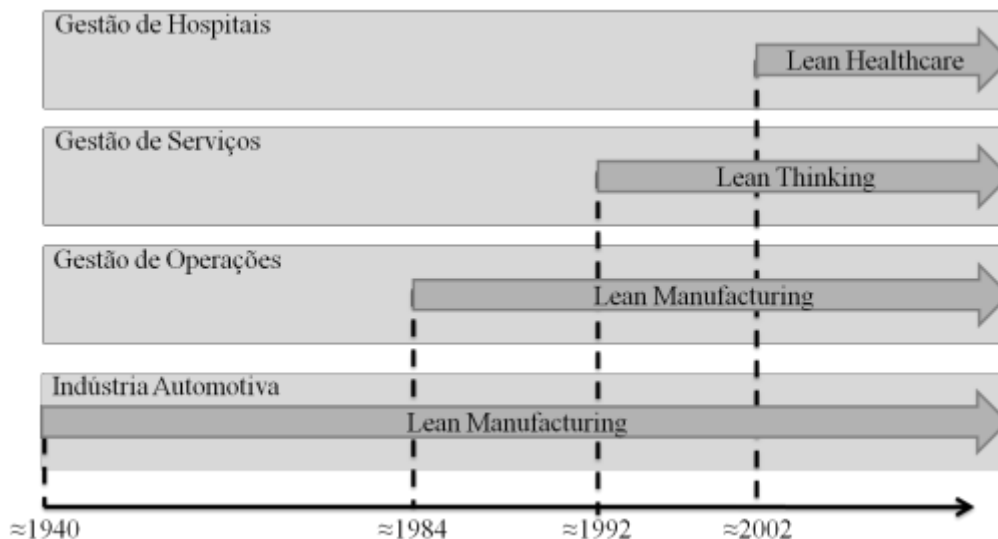 Gestão de Hospitais
Lean Healthcare
Gestão de Serviços
Lean Thinking
Gestão de Operações
Lean Manufacturing
Indústria Automotiva
Lean Manufacturing
≈1940 ≈1984 ≈1992 ≈2002